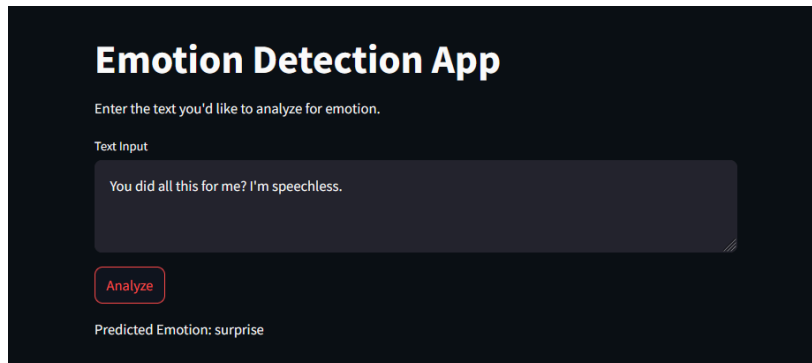 Emotion Detection App
Enter the text you'd like to analyze for emotion.
Text Input
You did all this for me? I'm speechless.
Analyze
Predicted Emotion: surprise